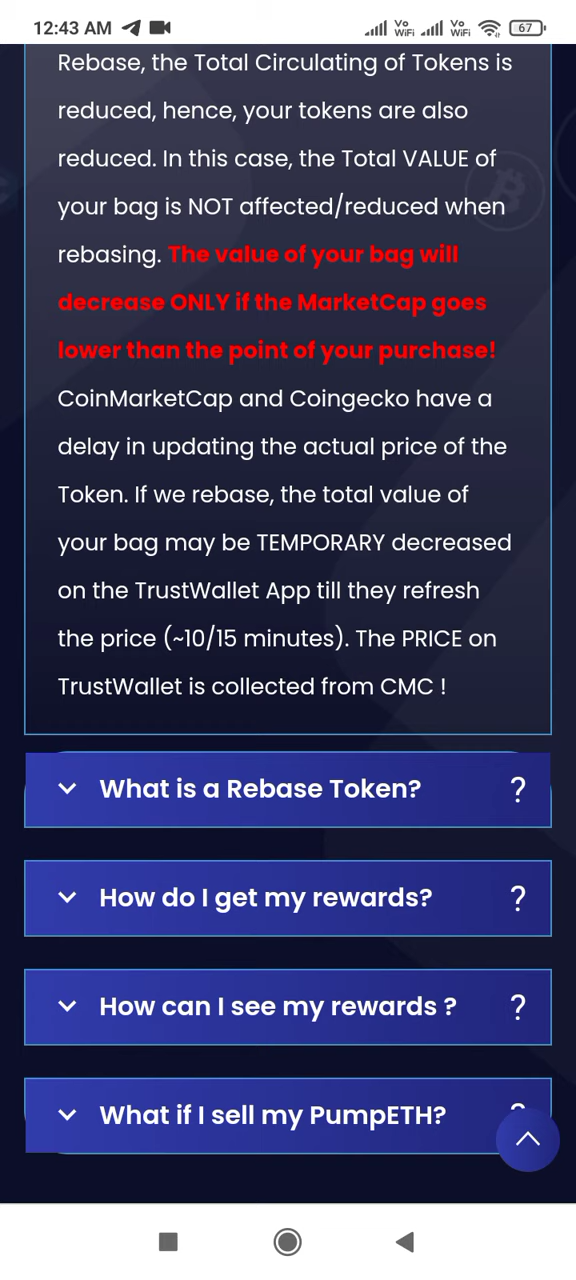 12:43 AM
Vo WiFi Vo WiFi 67
Rebase, the Total Circulating of Tokens is
reduced, hence, your tokens are also
reduced. In this case, the Total VALUE of
your bag is NOT affected/reduced when
rebasing. The value of your bag will
decrease ONLY if the MarketCap goes
lower than the point of your purchase!
CoinMarketCap and Coingecko have a
delay in updating the actual price of the
Token. If we rebase, the total value of
your bag may be TEMPORARY decreased
on the TrustWallet App till they refresh
the price (~10/15 minutes). The PRICE on
TrustWallet is collected from CMC !
What is a Rebase Token? ?
How do I get my rewards? ?
How can I see my rewards ? ?
What if I sell my PumpETH? ?